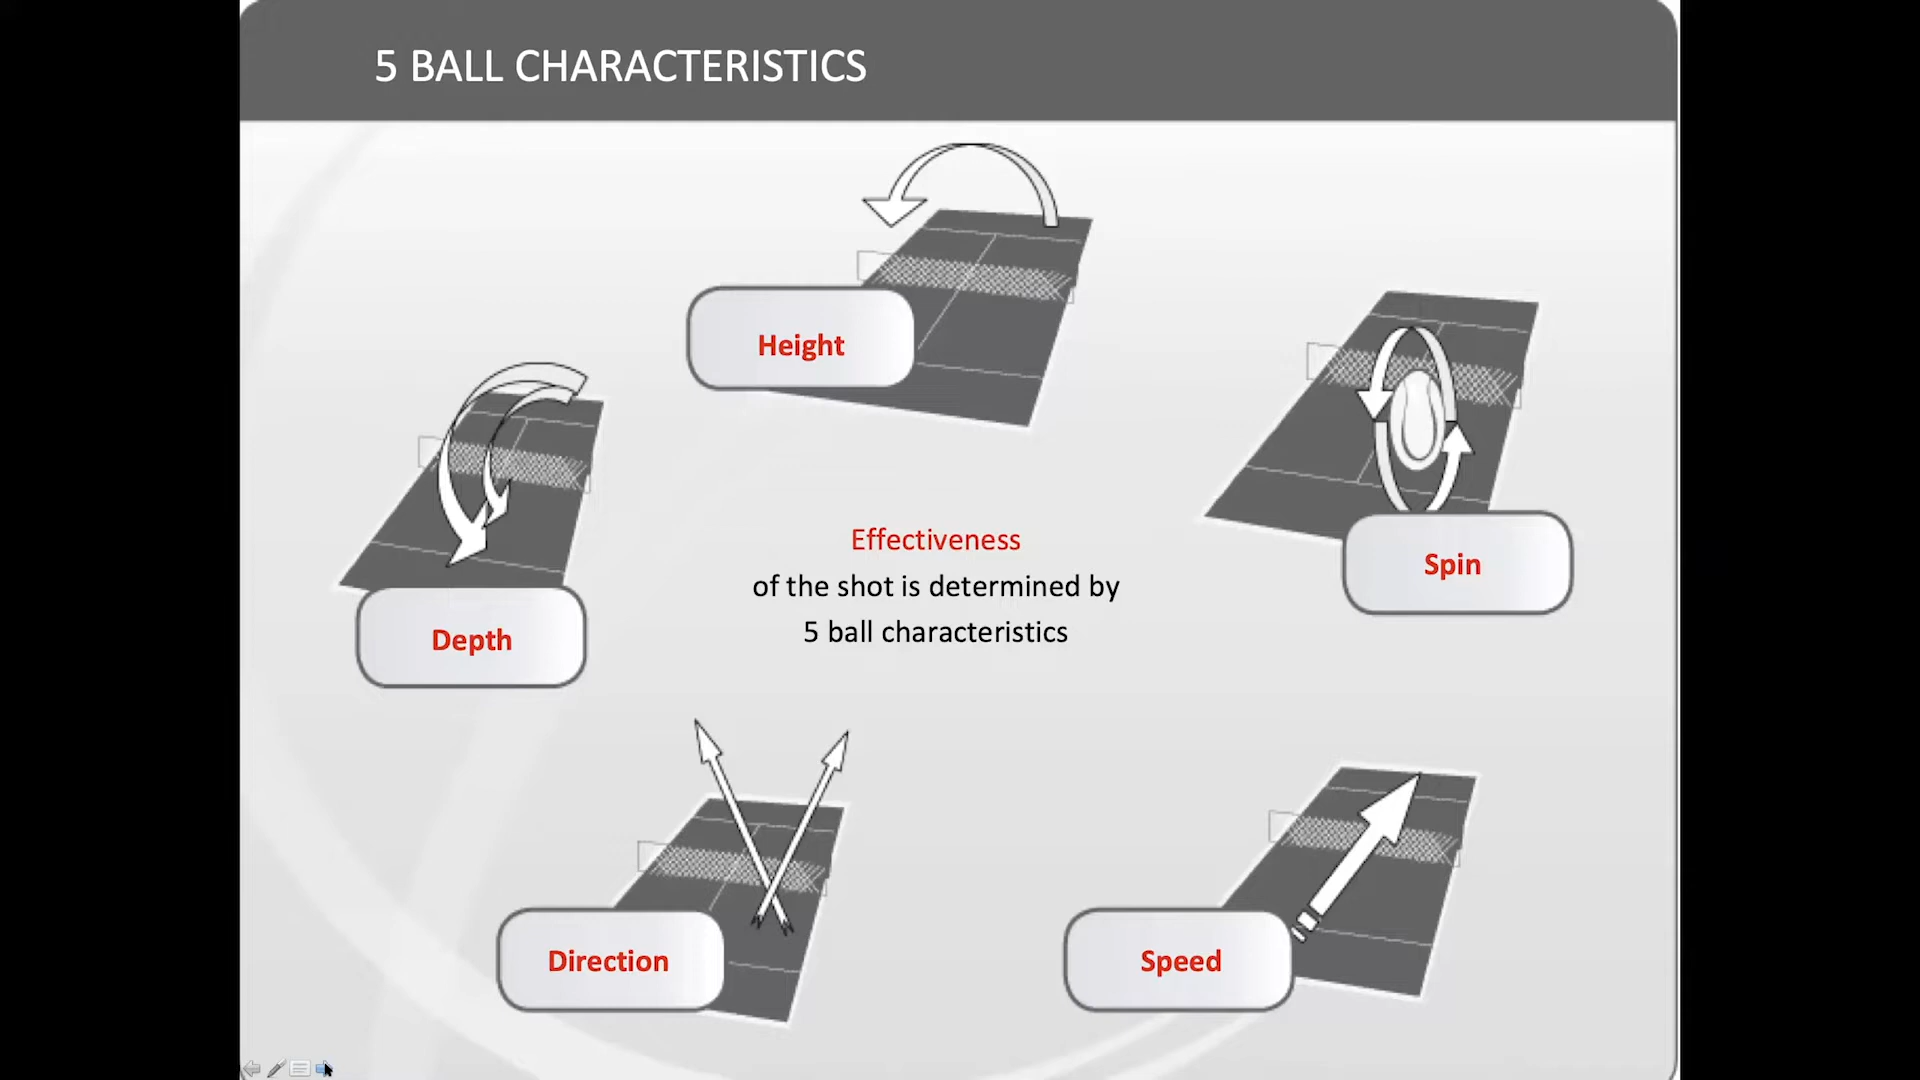 5 BALL CHARACTERISTICS
Height
Spin
Depth
Effectiveness
of the shot is determined by
5 ball characteristics
Direction
Speed